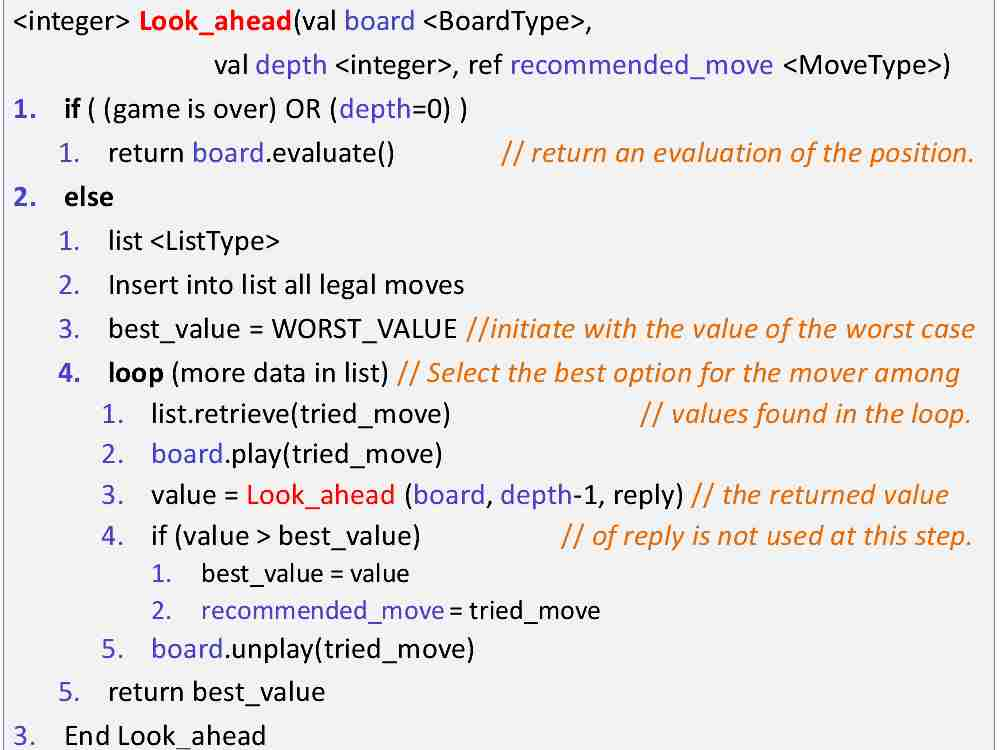 <integer> Look_ahead(val board <BoardType>,
val depth <integer>, ref recommended_move <MoveType>)
1. if ( (game is over) OR (depth=0) )
1. return board.evaluate() // return an evaluation of the position.
2. else
1. list <ListType>
2. Insert into list all legal moves
3. best_value = WORST_VALUE //initiate with the value of the worst case
4. loop (more data in list) // Select the best option for the mover among
1. list.retrieve(tried_move) // values found in the loop.
2. board.play(tried_move)
3. value = Look_ahead (board, depth-1, reply) // the returned value
4. if (value > best_value) // of reply is not used at this step.
1. best_value = value
2. recommended_move = tried_move
5. board.unplay(tried_move)
5. return best_value
3. End Look_ahead